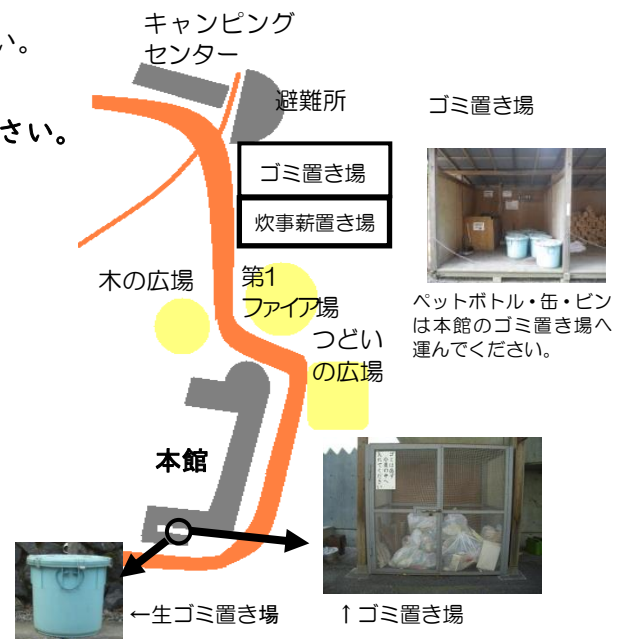 キャンピング
センター
い。
避難所
ゴミ置き場
さい。
ゴミ置き場
炊事薪置き場
木の広場
第1
ファイア場
つどい
の広場
ペットボトル・缶・ビン
は本館のゴミ置き場へ
運んでください。
本館
←生ゴミ置き場
↑ゴミ置き場